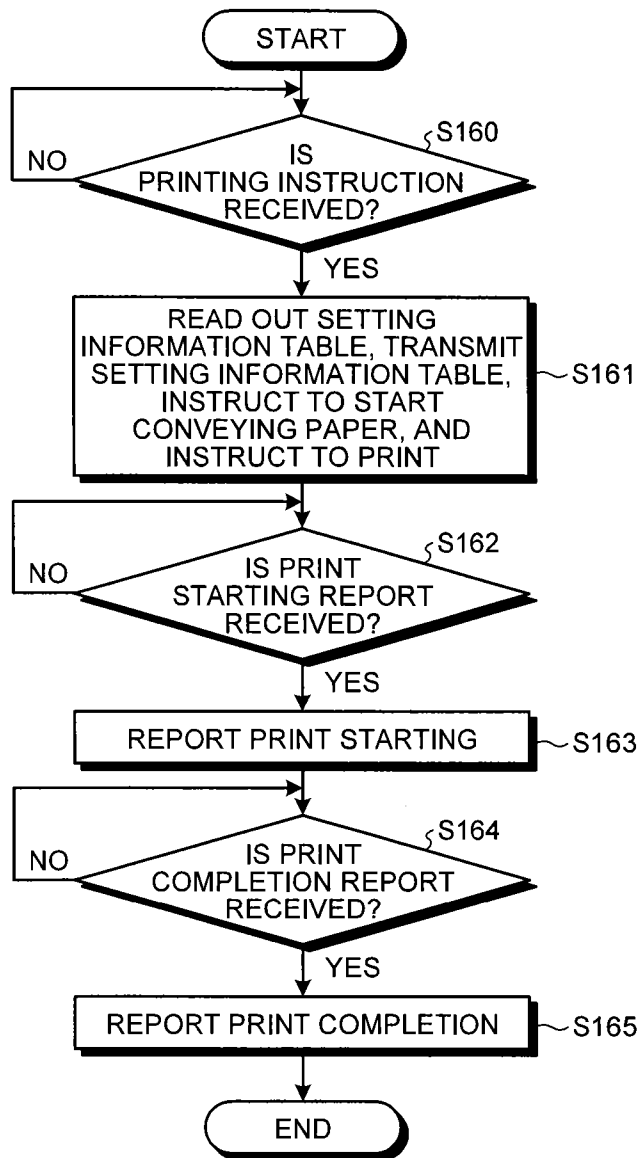 START
S160
IS
PRINTING INSTRUCTION
RECEIVED?
NO
YES
READ OUT SETTING
INFORMATION TABLE, TRANSMIT
SETTING INFORMATION TABLE,
INSTRUCT TO START
CONVEYING PAPER, AND
INSTRUCT TO PRINT
S161
S162
IS PRINT
STARTING REPORT
RECEIVED?
NO
YES
REPORT PRINT STARTING
S163
S164
IS PRINT
COMPLETION REPORT
RECEIVED?
NO
YES
REPORT PRINT COMPLETION
S165
END